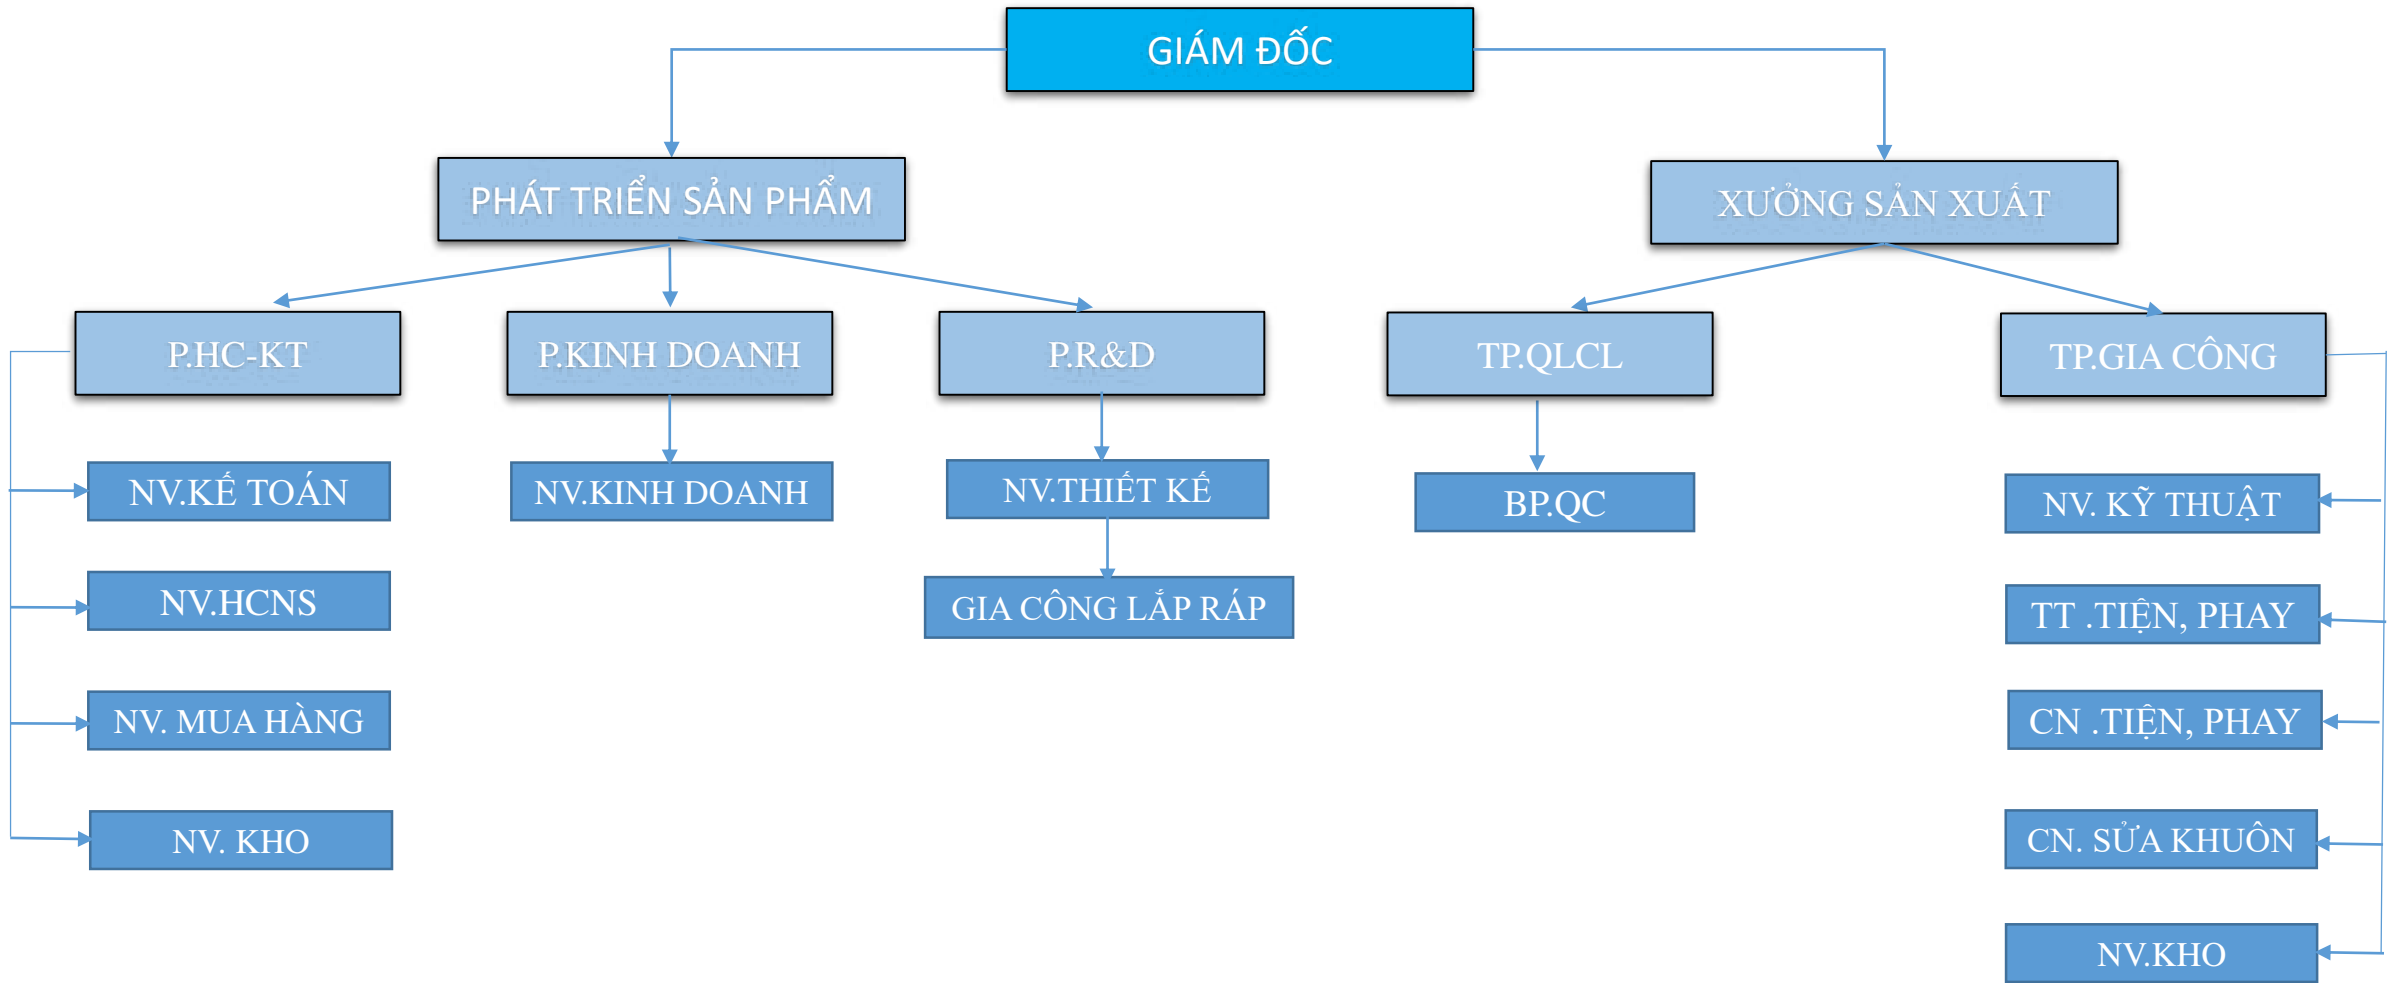 GIÁM ĐỐC
PHÁT TRIỂN SẢN PHẨM
XƯỞNG SẢN XUẤT
P.HC-KT
P.KINH DOANH
P.R&D
TP.QLCL
TP.GIA CÔNG
NV.KẾ TOÁN
NV.KINH DOANH
NV.THIẾT KẾ
BP.QC
NV. KỸ THUẬT
NV.HCNS
GIA CÔNG LẮP RÁP
TT .TIỆN, PHAY
NV. MUA HÀNG
CN .TIỆN, PHAY
NV. KHO
CN. SỬA KHUÔN
NV.KHO